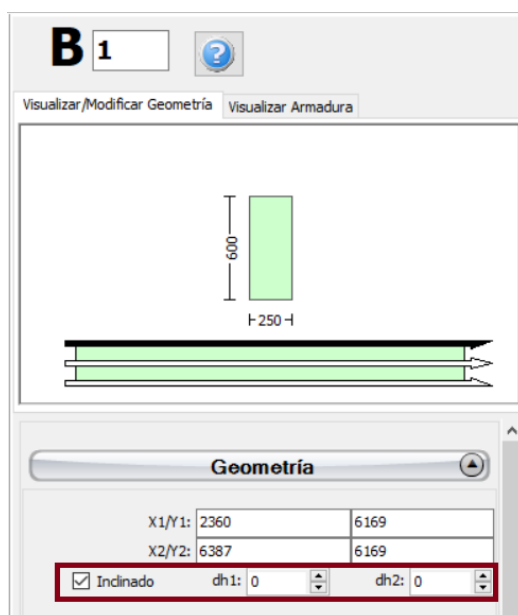 B 1
Visualizar/Modificar Geometría Visualizar Armadura
600
250
Geometría
X1/Y1: 2360 6169
X2/Y2: 6387 6169
Inclinado dh1: 0 dh2: 0